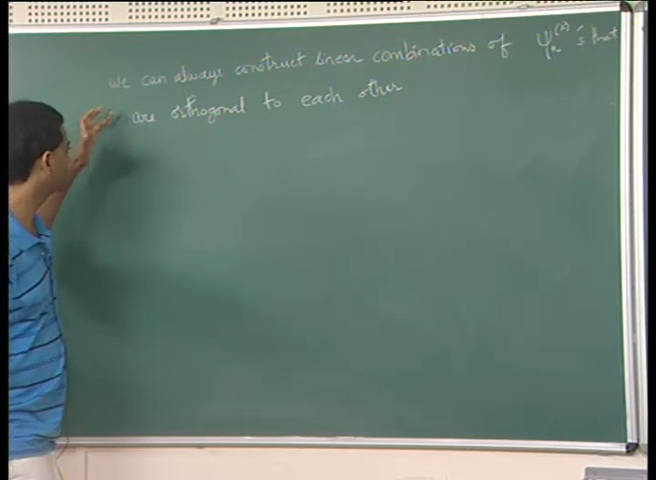 we can always construct linear combinations of ψₙ⁽ᵅ⁾'s that
are orthogonal to each other